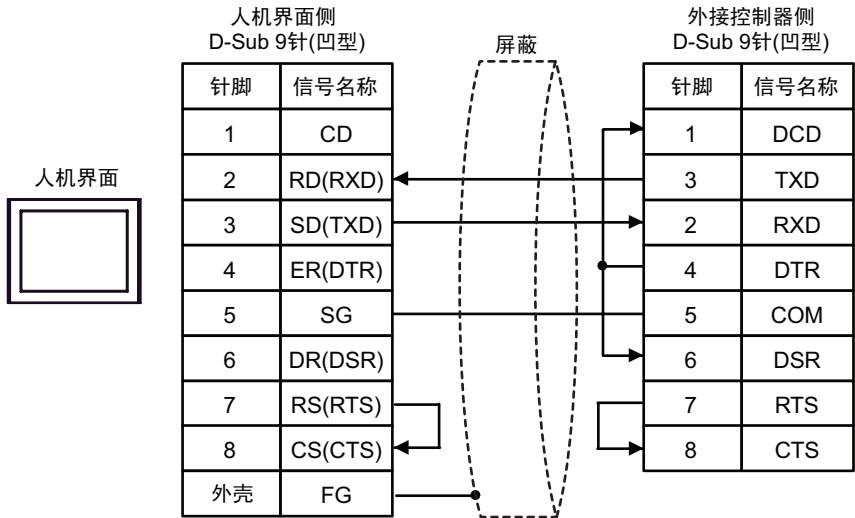 人机界面侧
D-Sub 9针(凹型)
屏蔽
外接控制器侧
D-Sub 9针(凹型)
人机界面
针脚 信号名称
1 CD
2 RD(RXD)
3 SD(TXD)
4 ER(DTR)
5 SG
6 DR(DSR)
7 RS(RTS)
8 CS(CTS)
外壳 FG
针脚 信号名称
1 DCD
3 TXD
2 RXD
4 DTR
5 COM
6 DSR
7 RTS
8 CTS